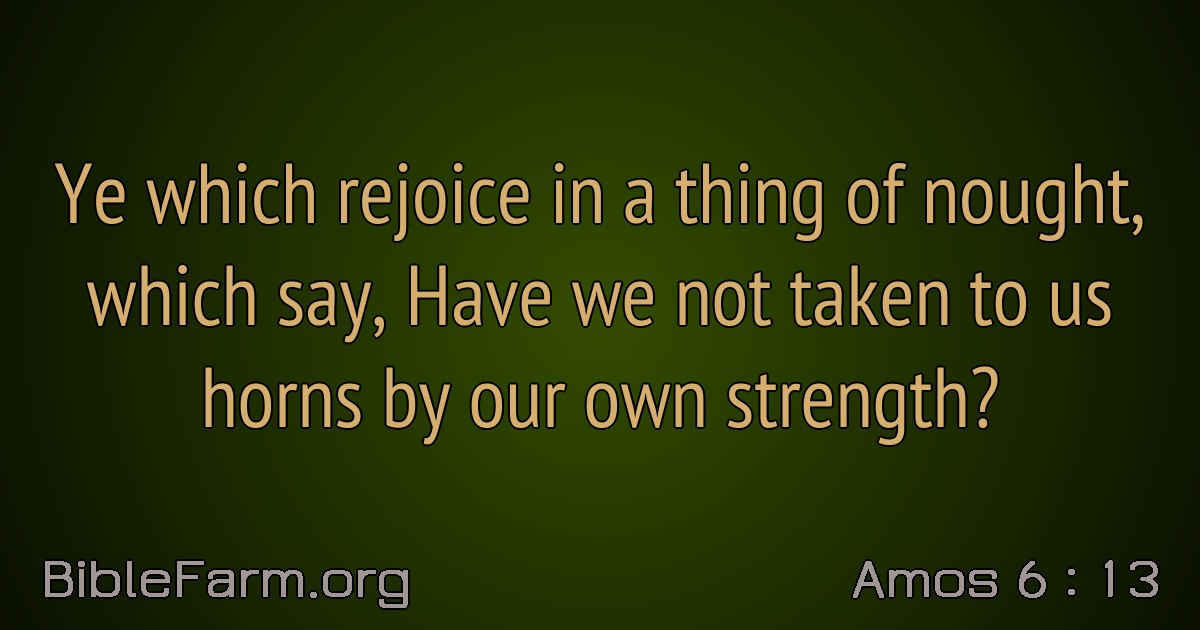 Ye which rejoice in a thing of nought,
which say, Have we not taken to us
horns by our own strength?
BibleFarm.org
Amos 6 : 13